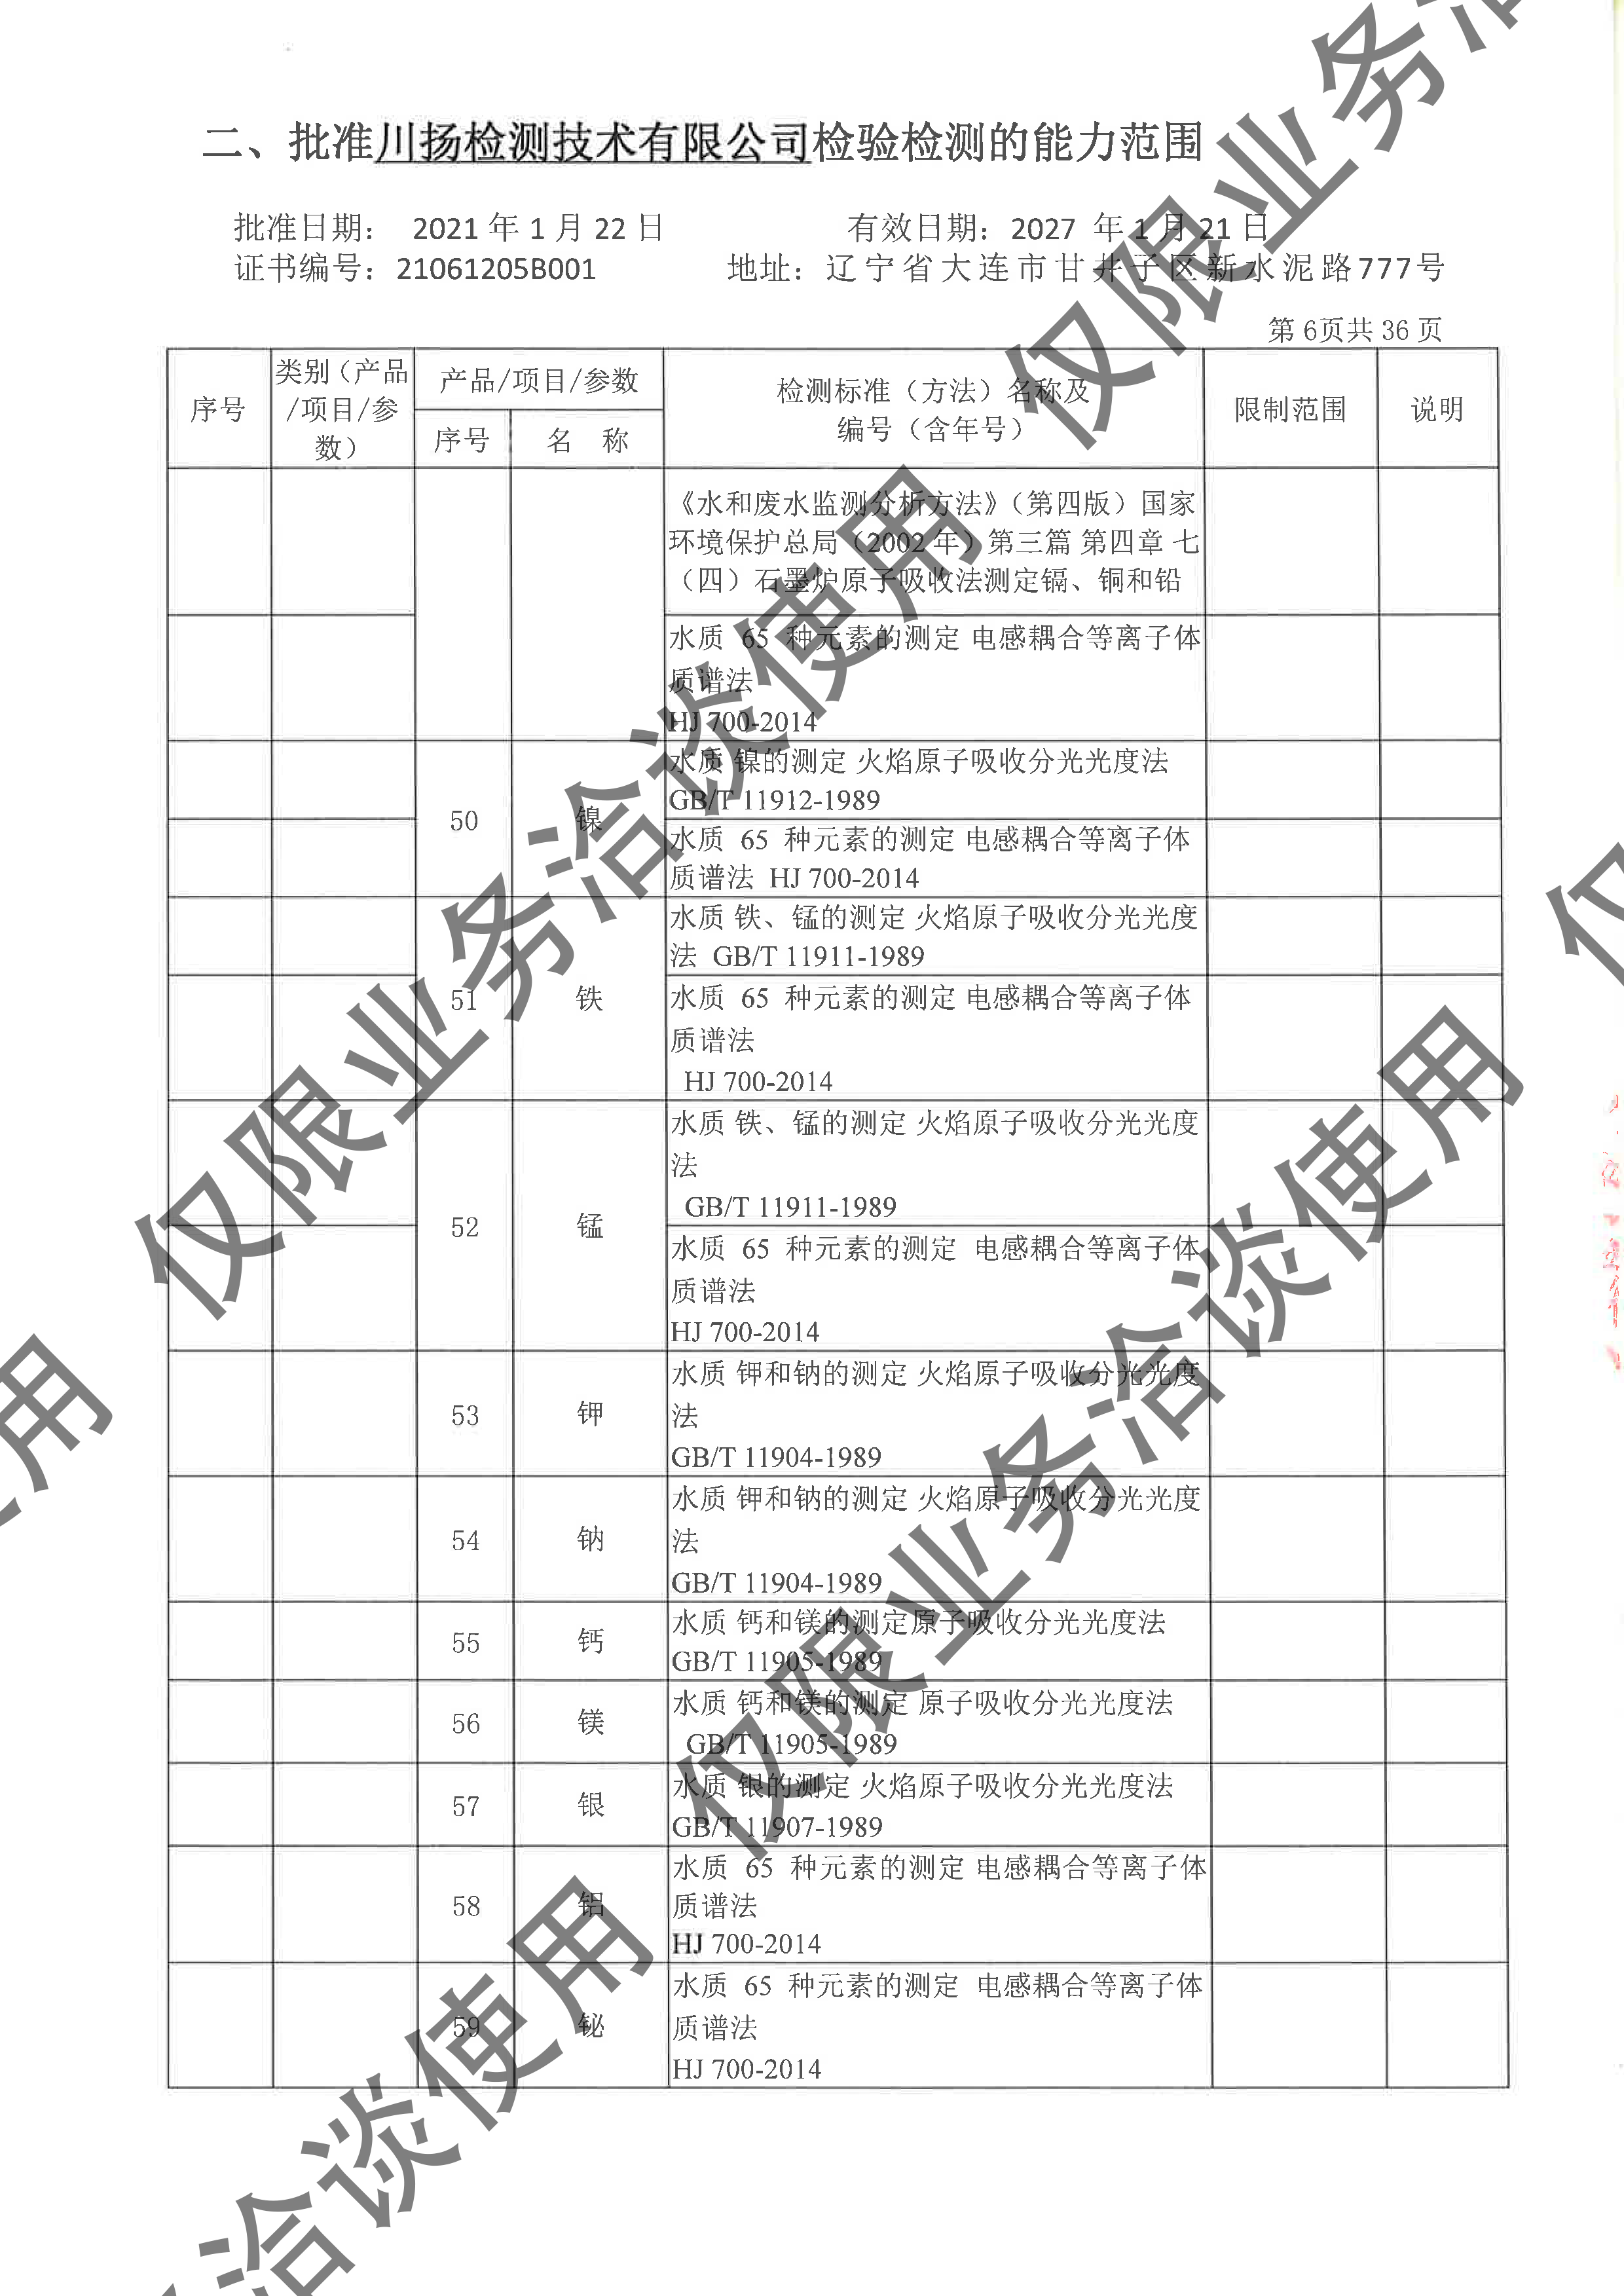 二、批准川扬检测技术有限公司检验检测的能力范围
批准日期： 2021 年 1 月 22 日 有效日期：2027 年 1 月 21 日
证书编号：21061205B001 地址：辽宁省大连市甘井子区新水泥路777号
第 6页共 36 页
序号
类别（产品
/项目/参
数）
产品/项目/参数
序号
名 称
检测标准（方法）名称及
编号（含年号）
限制范围
说明
《水和废水监测分析方法》（第四版）国家
环境保护总局（2002 年）第三篇 第四章 七
（四）石墨炉原子吸收法测定镉、铜和铅
水质 65 种元素的测定 电感耦合等离子体
质谱法
HJ 700-2014
50
镍
水质 镍的测定 火焰原子吸收分光光度法
GB/T 11912-1989
水质 65 种元素的测定 电感耦合等离子体
质谱法 HJ 700-2014
51
铁
水质 铁、锰的测定 火焰原子吸收分光光度
法 GB/T 11911-1989
水质 65 种元素的测定 电感耦合等离子体
质谱法
HJ 700-2014
52
锰
水质 铁、锰的测定 火焰原子吸收分光光度
法
GB/T 11911-1989
水质 65 种元素的测定 电感耦合等离子体
质谱法
HJ 700-2014
53
钾
水质 钾和钠的测定 火焰原子吸收分光光度
法
GB/T 11904-1989
54
钠
水质 钾和钠的测定 火焰原子吸收分光光度
法
GB/T 11904-1989
55
钙
水质 钙和镁的测定原子吸收分光光度法
GB/T 11905-1989
56
镁
水质 钙和镁的测定 原子吸收分光光度法
GB/T 11905-1989
57
银
水质 银的测定 火焰原子吸收分光光度法
GB/T 11907-1989
58
铝
水质 65 种元素的测定 电感耦合等离子体
质谱法
HJ 700-2014
59
铋
水质 65 种元素的测定 电感耦合等离子体
质谱法
HJ 700-2014
仅限业务洽
仅限业务洽谈使用
仅限业务洽谈使用
仅
用
洽谈使用